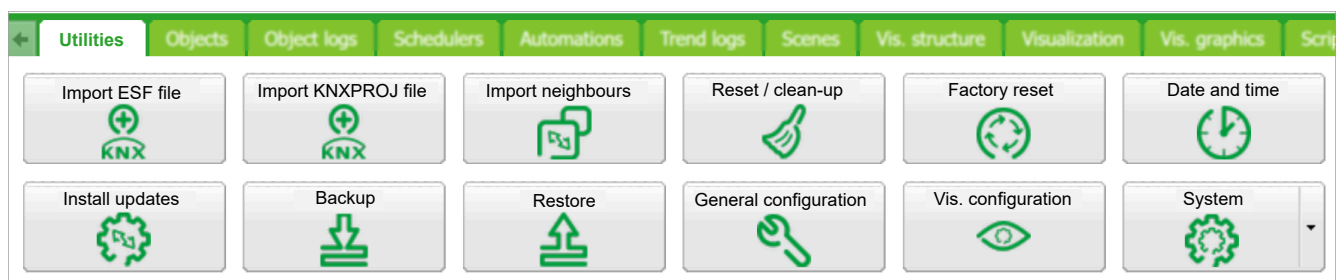 Utilities Objects Object logs Schedulers Automations Trend logs Scenes Vis. structure Visualization Vis. graphics
Import ESF file Import KNXPROJ file Import neighbours Reset / clean-up Factory reset Date and time
KNX KNX
Install updates Backup Restore General configuration Vis. configuration System